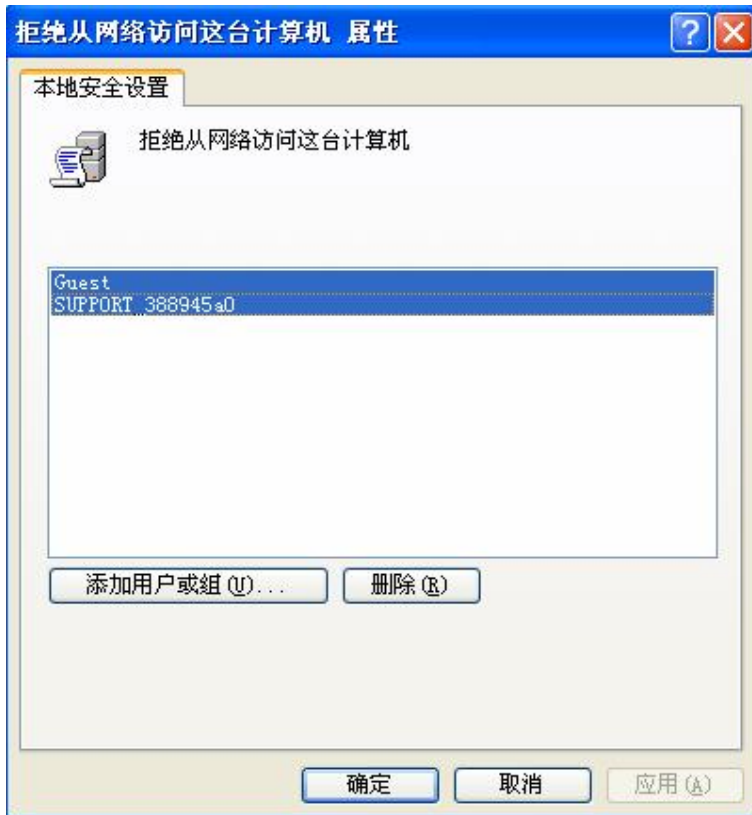 拒绝从网络访问这台计算机 属性
本地安全设置
拒绝从网络访问这台计算机
Guest
SUPPORT_388945a0
添加用户或组(U)...
删除(R)
确定
取消
应用(A)